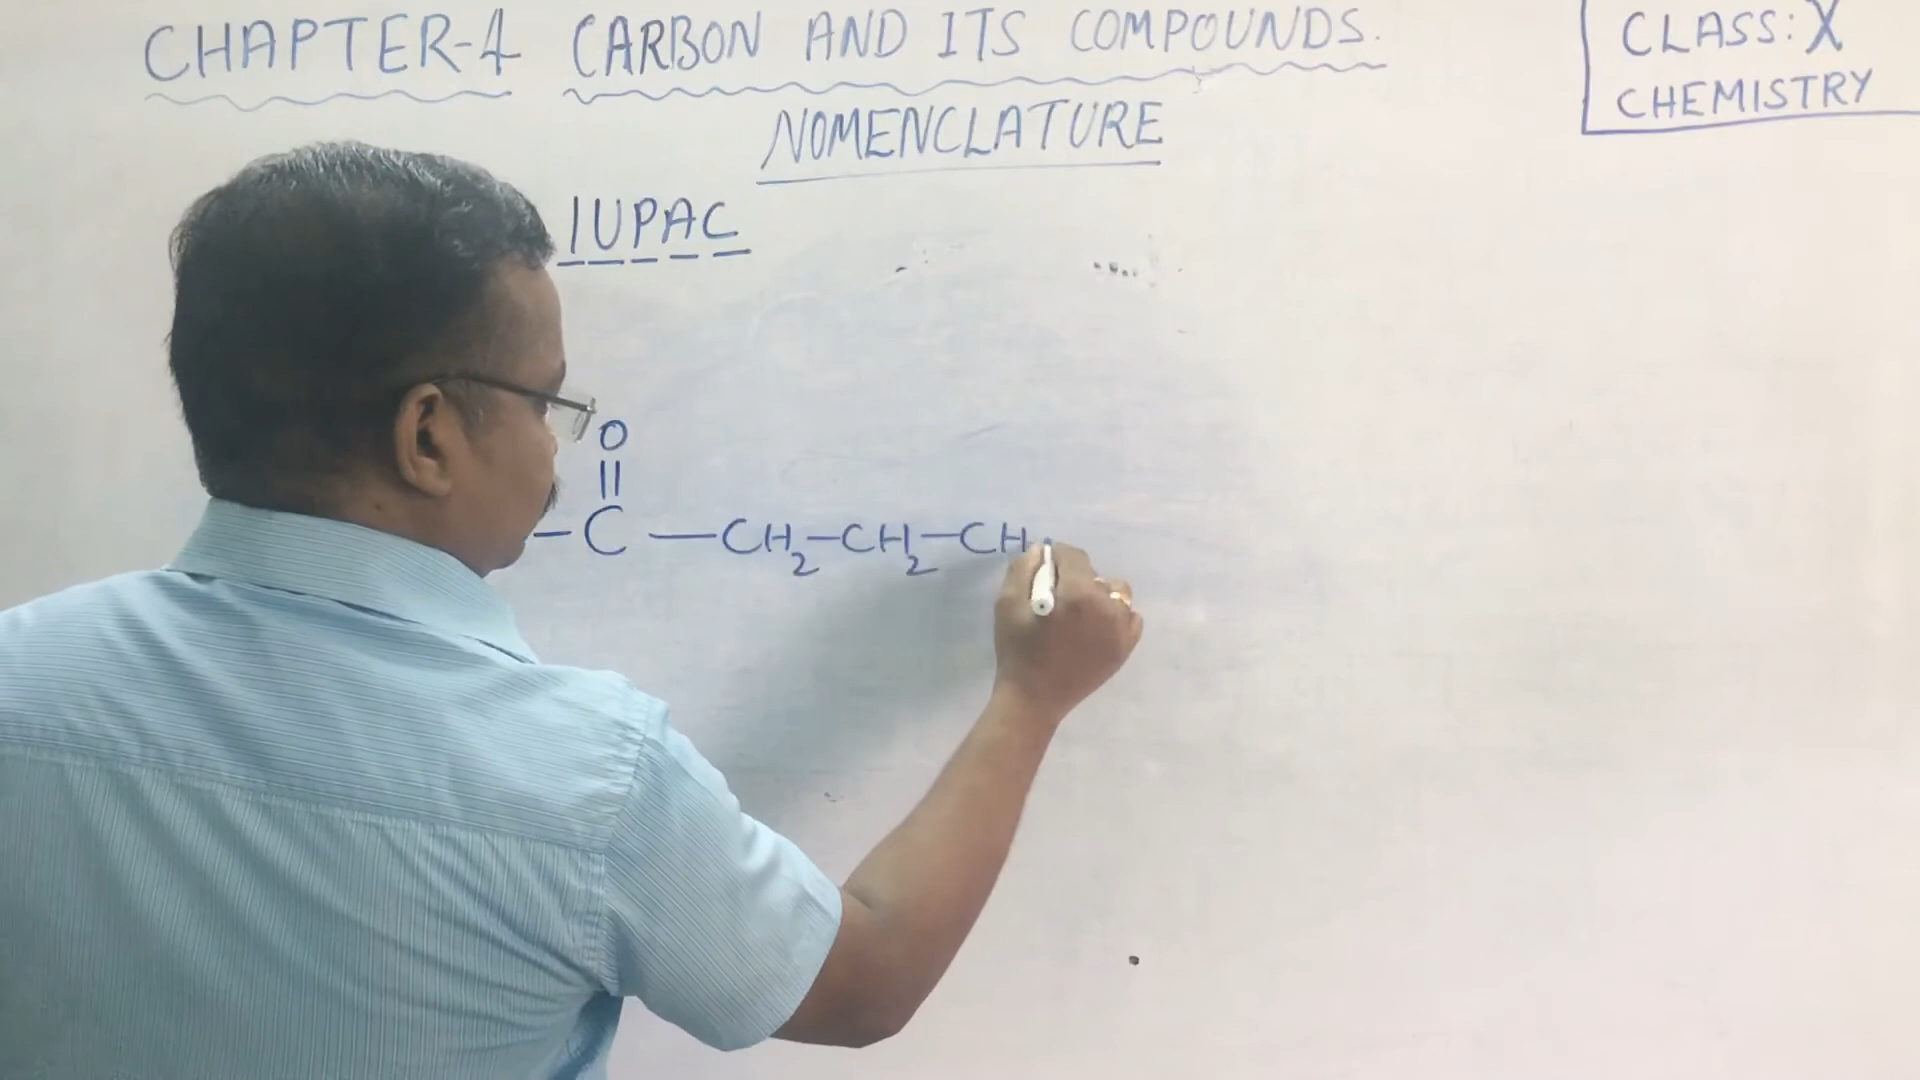 CHAPTER-4 CARBON AND ITS COMPOUNDS.
CLASS: X
CHEMISTRY
NOMENCLATURE
IUPAC
O
||
-C-CH2-CH2-CH